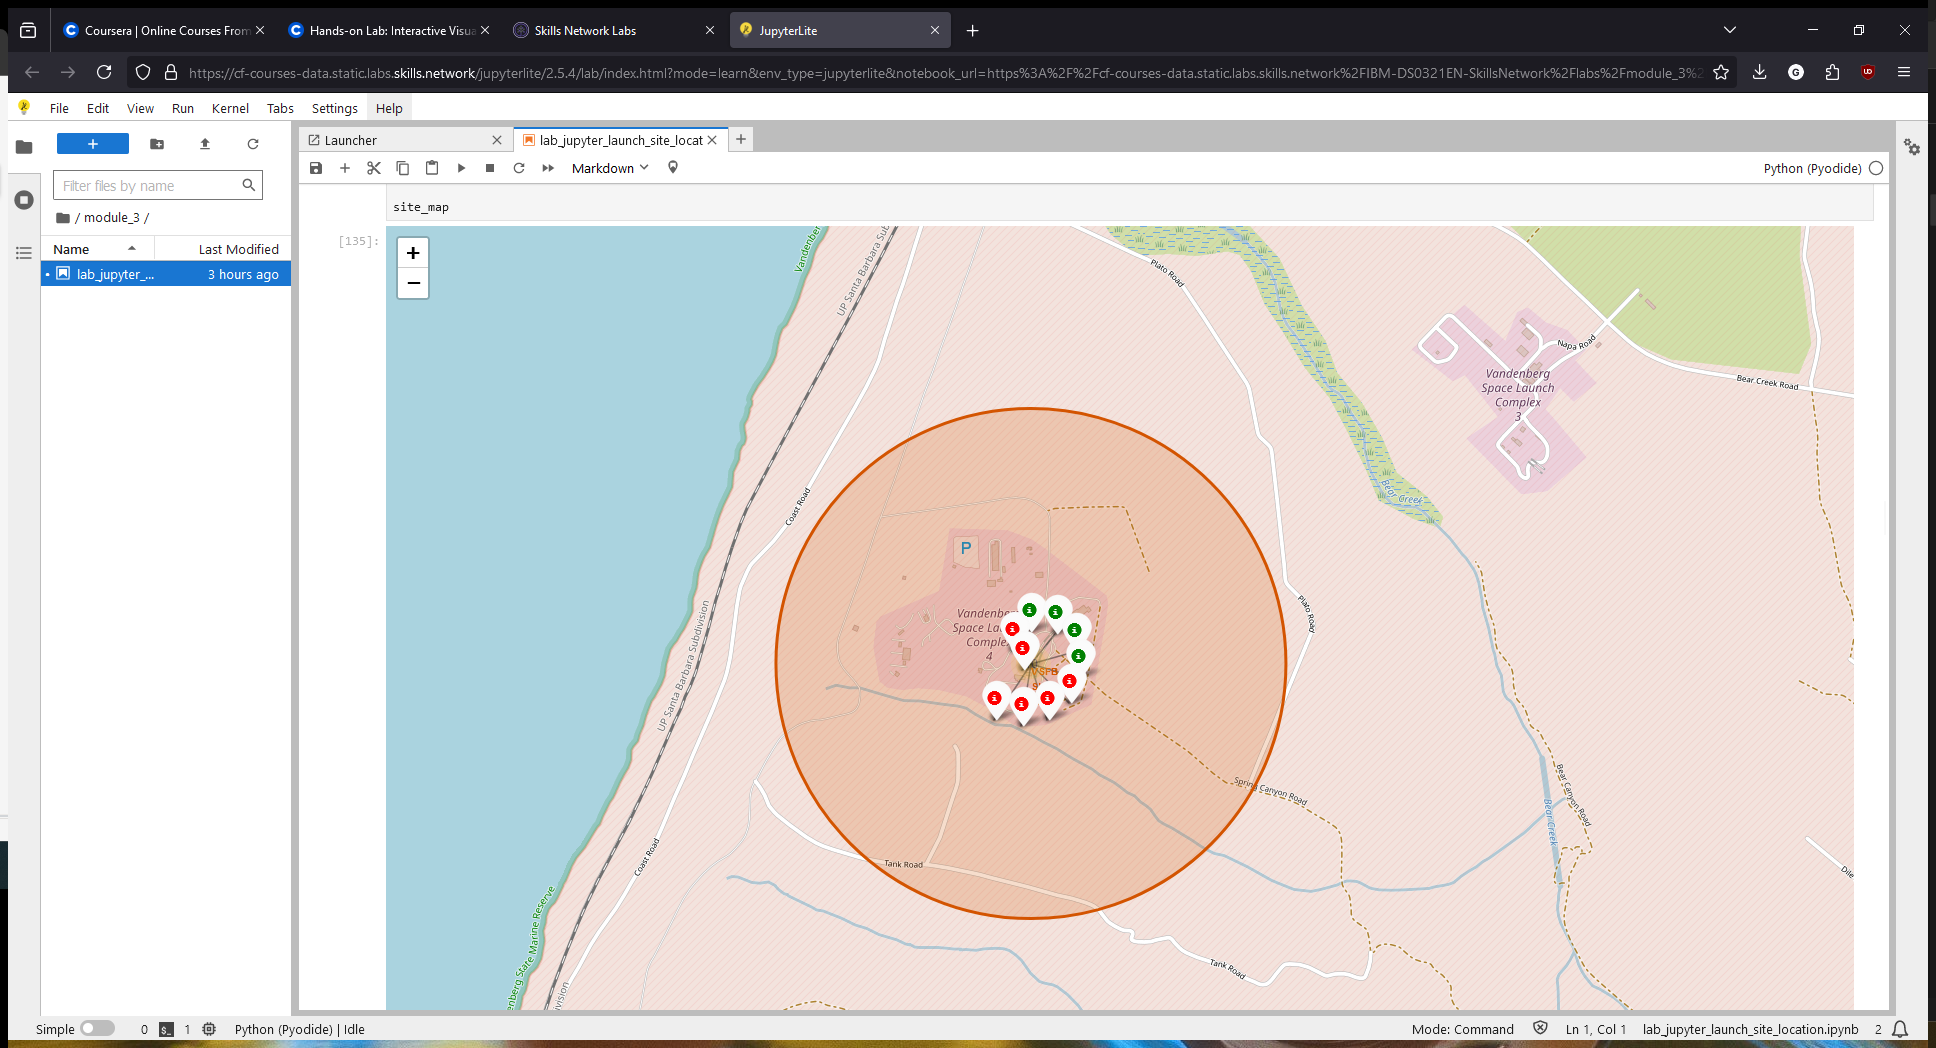 Coursera | Online Courses From
Hands-on Lab: Interactive Visua
Skills Network Labs
JupyterLite
https://cf-courses-data.static.labs.skills.network/jupyterlite/2.5.4/lab/index.html?mode=learn&env_type=jupyterlite&notebook_url=https%3A%2F%2Fcf-courses-data.static.labs.skills.network%2FIBM-DS0321EN-SkillsNetwork%2Flabs%2Fmodule_3%2
G
File Edit View Run Kernel Tabs Settings Help
Launcher
lab_jupyter_launch_site_locat
Filter files by name
Markdown
Python (Pyodide)
/ module_3 /
Name Last Modified
lab_jupyter_... 3 hours ago
site_map
[135]:
+
−
Vandenber
UP Santa Barbara Sub
Plato Road
Napa Road
Vandenberg
Space Launch
Complex
3
Bear Creek Road
Coast Road
Bear Creek
P
Vandenbe
Space La
Comple
4
Plato Road
UP Santa Barbara Subdivision
Spring Canyon Road
Bear Canyon Road
Bear Creek
Coast Road
Tank Road
Dile
enberg State Marine Reserve
Tank Road
division
Simple 0 1 Python (Pyodide) | Idle
Mode: Command Ln 1, Col 1 lab_jupyter_launch_site_location.ipynb 2